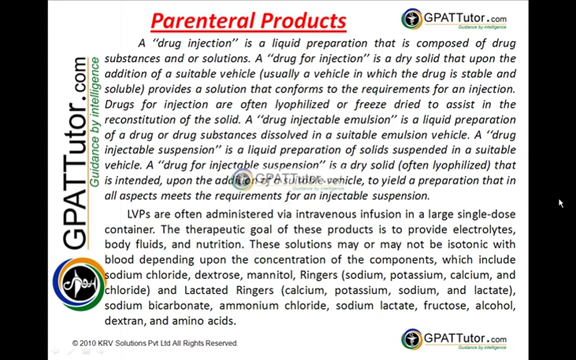 Parenteral Products
GPATTutor.com
Guidance by intelligence
A "drug injection" is a liquid preparation that is composed of drug
substances and or solutions. A "drug for injection" is a dry solid that upon the
addition of a suitable vehicle (usually a vehicle in which the drug is stable and
soluble) provides a solution that conforms to the requirements for an injection.
Drugs for injection are often lyophilized or freeze dried to assist in the
reconstitution of the solid. A "drug injectable emulsion" is a liquid preparation
of a drug or drug substances dissolved in a suitable emulsion vehicle. A "drug
injectable suspension" is a liquid preparation of solids suspended in a suitable
vehicle. A "drug for injectable suspension" is a dry solid (often lyophilized) that
is intended, upon the addition of a suitable vehicle, to yield a preparation that in
all aspects meets the requirements for an injectable suspension.
LVPs are often administered via intravenous infusion in a large single-dose
container. The therapeutic goal of these products is to provide electrolytes,
body fluids, and nutrition. These solutions may or may not be isotonic with
blood depending upon the concentration of the components, which include
sodium chloride, dextrose, mannitol, Ringers (sodium, potassium, calcium, and
chloride) and Lactated Ringers (calcium, potassium, sodium, and lactate),
sodium bicarbonate, ammonium chloride, sodium lactate, fructose, alcohol,
dextran, and amino acids.
GPATTutor.com
Guidance by intelligence
GPATTutor.com
© 2010 KRV Solutions Pvt Ltd All Rights Reserved.
GPATTutor.com
Guidance by intelligence